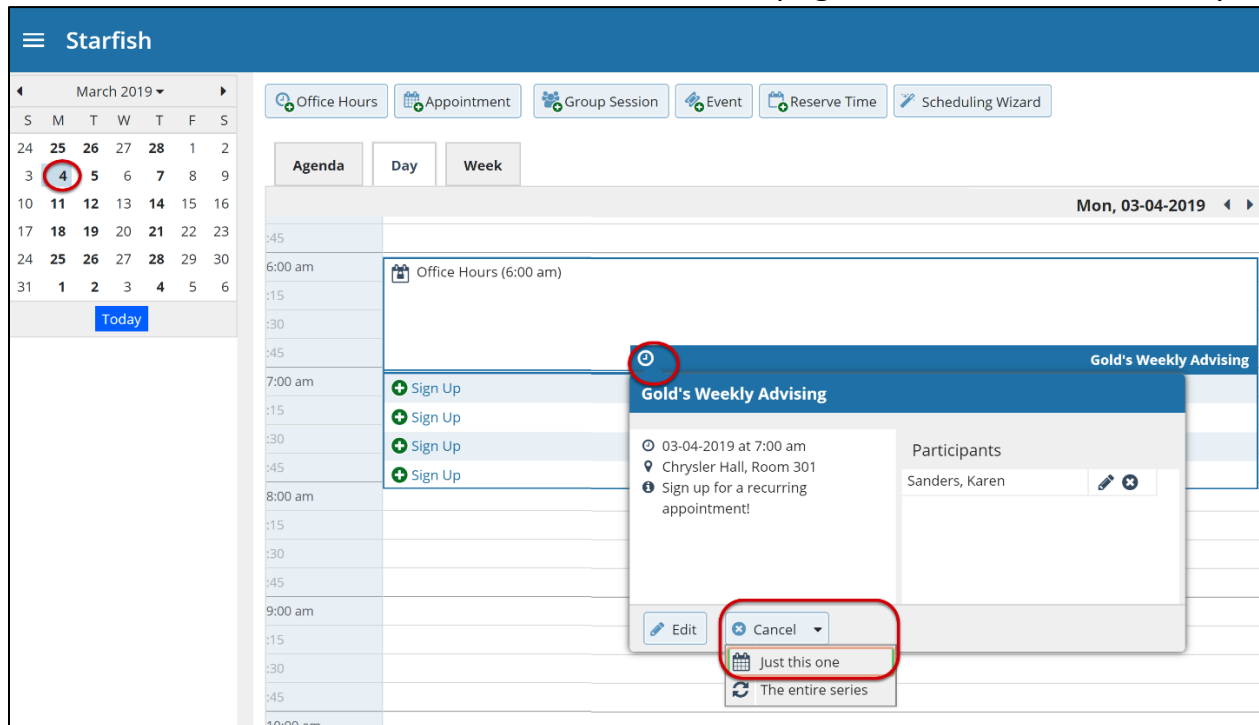 Starfish
March 2019
S M T W T F S
24 25 26 27 28 1 2
3 4 5 6 7 8 9
10 11 12 13 14 15 16
17 18 19 20 21 22 23
24 25 26 27 28 29 30
31 1 2 3 4 5 6
Today
Office Hours Appointment Group Session Event Reserve Time Scheduling Wizard
Agenda Day Week
Mon, 03-04-2019
:45
6:00 am Office Hours (6:00 am)
:15
:30
:45 Gold's Weekly Advising
7:00 am Sign Up
:15 Sign Up
:30 Sign Up
:45 Sign Up
8:00 am
:15
:30
:45
9:00 am
:15
:30
:45
10:00 am
Gold's Weekly Advising
03-04-2019 at 7:00 am
Chrysler Hall, Room 301
Sign up for a recurring
appointment!
Participants
Sanders, Karen
Edit Cancel
Just this one
The entire series